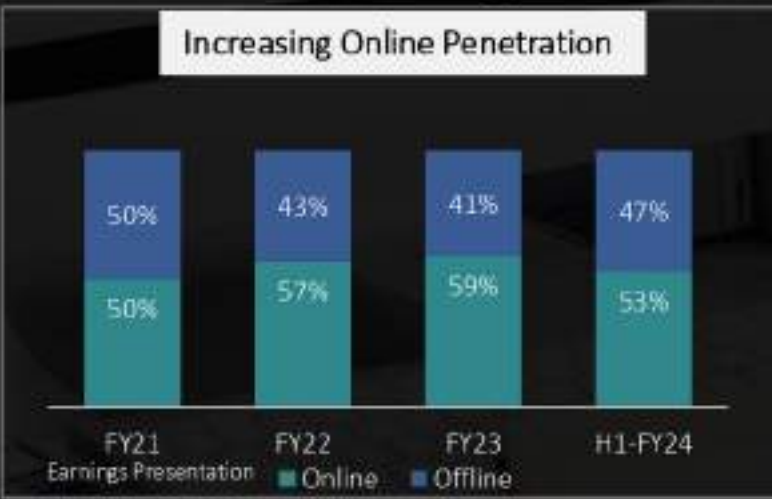 Increasing Online Penetration
50% 43% 41% 47%
50% 57% 59% 53%
FY21 FY22 FY23 H1-FY24
Earnings Presentation Online Offline